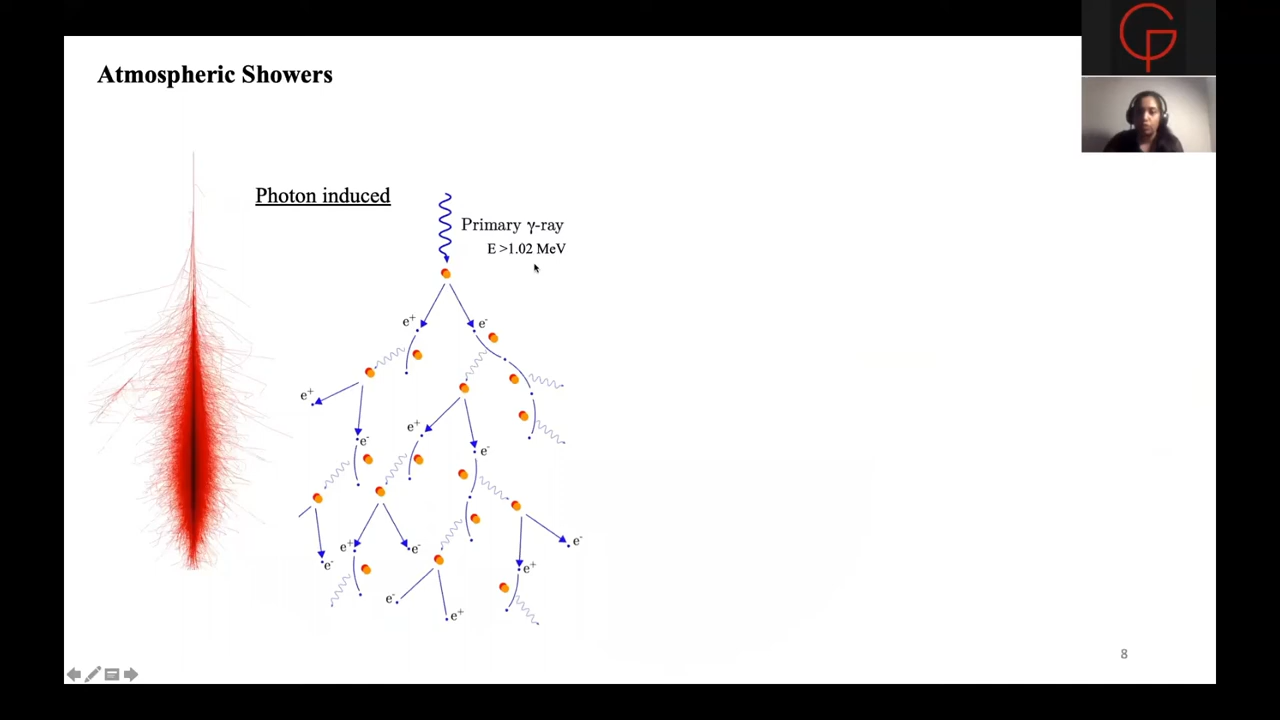 Atmospheric Showers
Photon induced
Primary γ-ray
E >1.02 MeV
e⁺
e⁻
e⁺
e⁺
e⁻
e⁻
e⁻
e⁺
e⁻
e⁻
e⁺
e⁻
e⁺
8